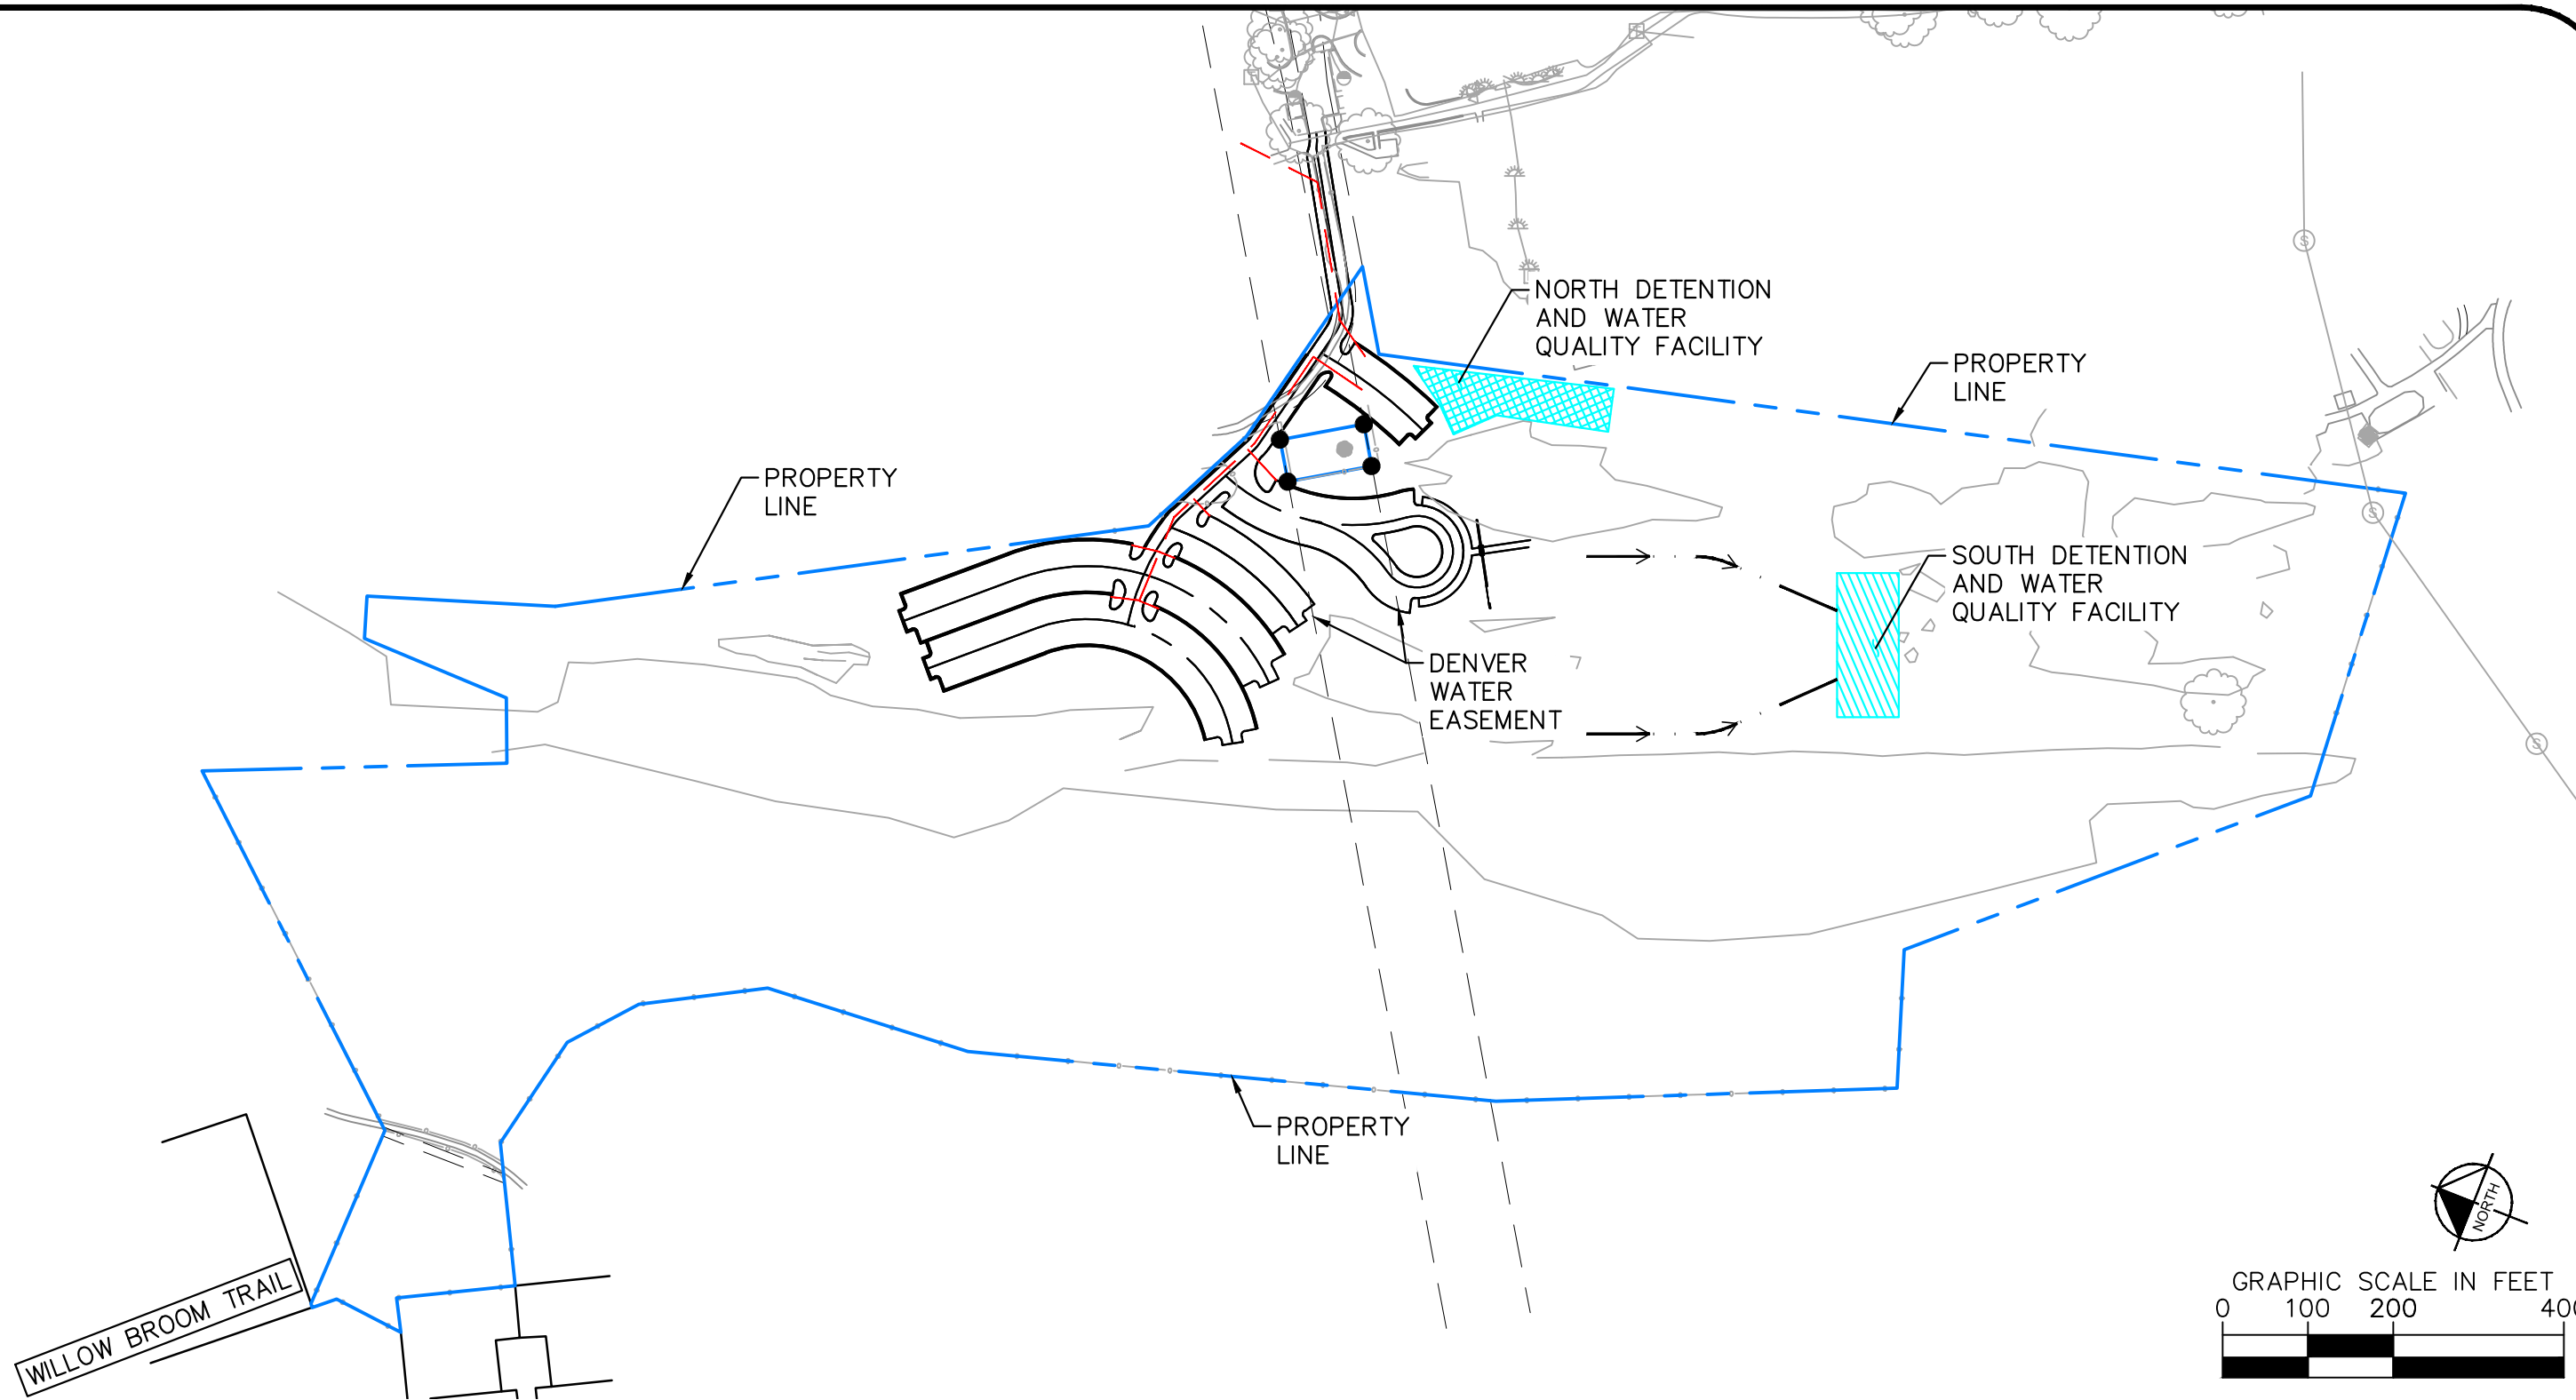 NORTH DETENTION
AND WATER
QUALITY FACILITY
PROPERTY
LINE
PROPERTY
LINE
SOUTH DETENTION
AND WATER
QUALITY FACILITY
DENVER
WATER
EASEMENT
PROPERTY
LINE
WILLOW BROOM TRAIL
NORTH
GRAPHIC SCALE IN FEET
0 100 200 400
S
S
S